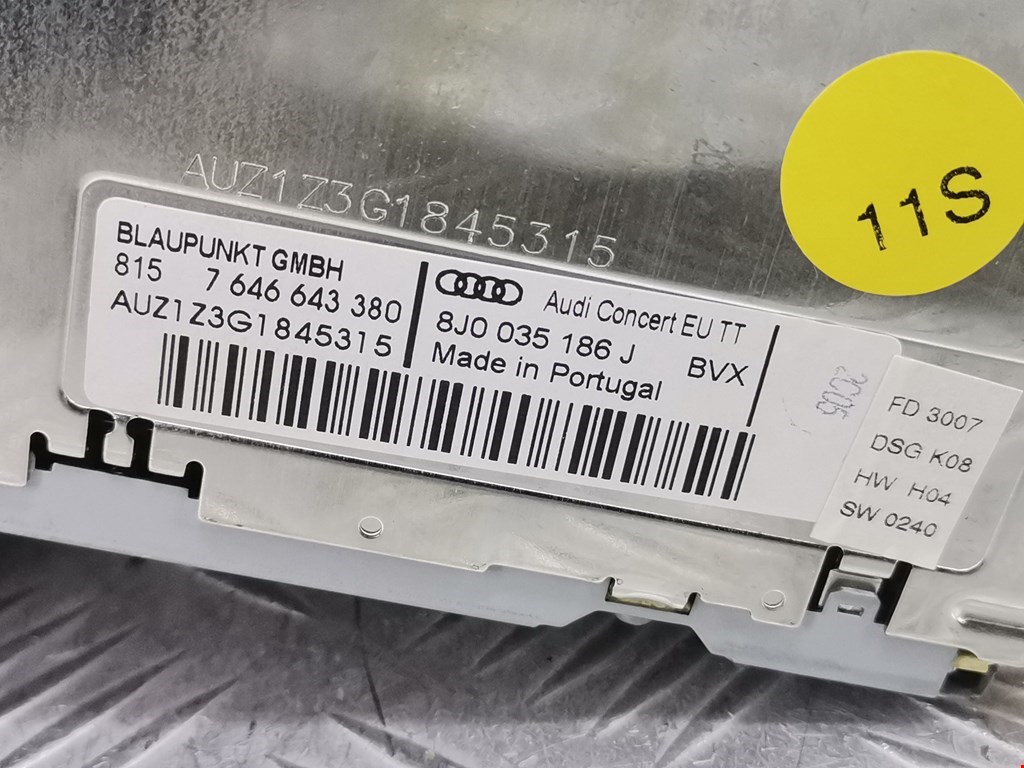 AUZ1Z3G1845315
11S
BLAUPUNKT GMBH
815 7 646 643 380
AUZ1Z3G1845315
Audi Concert EU TT
8J0 035 186 J BVX
Made in Portugal
FD 3007
DSG K08
HW H04
SW 0240